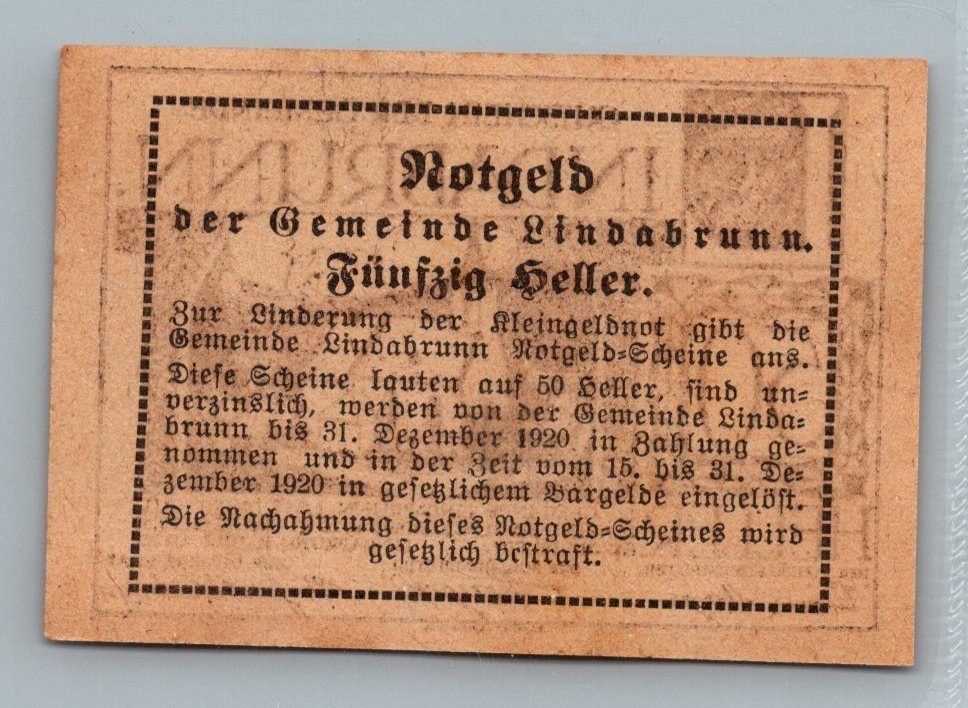 Notgeld
der Gemeinde Lindabrunn.
Fünfzig Heller.
Zur Linderung der Kleingeldnot gibt die
Gemeinde Lindabrunn Notgeld=Scheine aus.
Diese Scheine lauten auf 50 Heller, sind un=
verzinslich, werden von der Gemeinde Linda=
brunn bis 31. Dezember 1920 in Zahlung ge=
nommen und in der Zeit vom 15. bis 31. De=
zember 1920 in gesetzlichem Bargelde eingelöst.
Die Nachahmung dieses Notgeld=Scheines wird
gesetzlich bestraft.